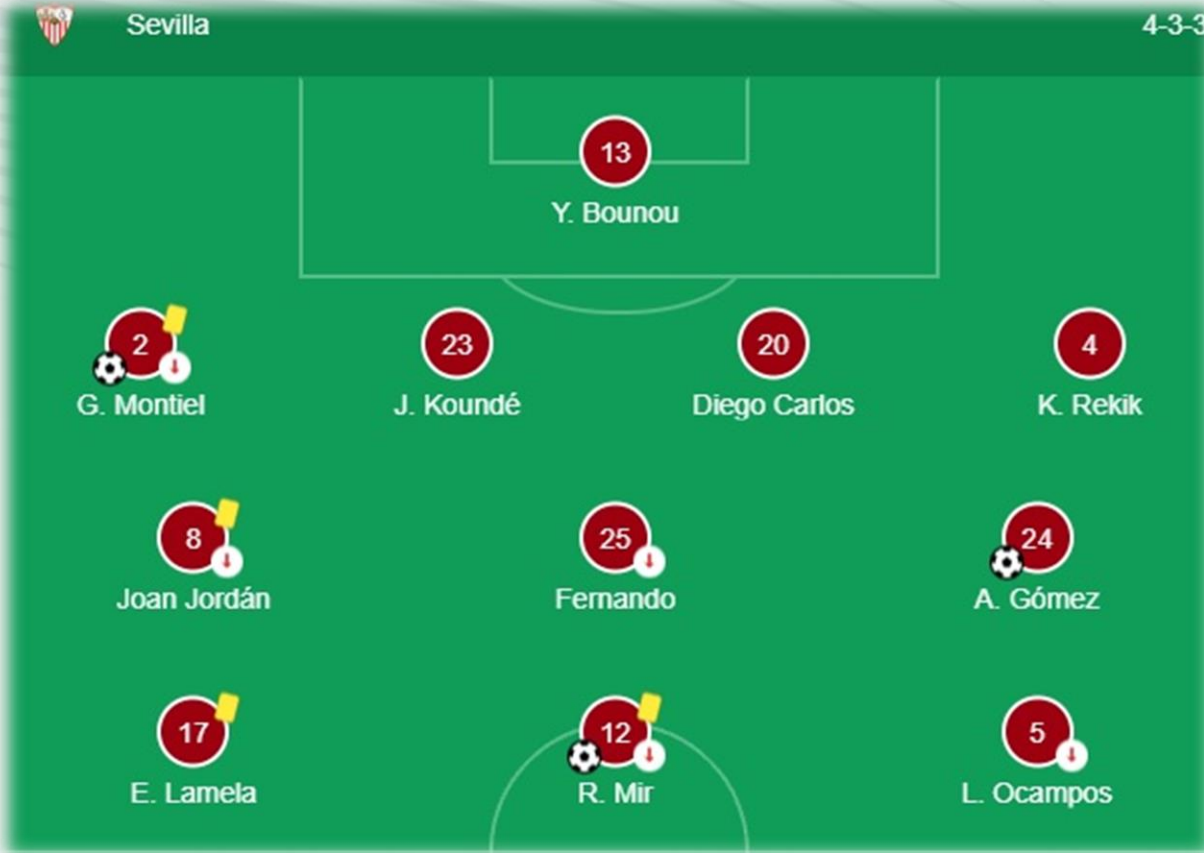 Sevilla 4-3-3
13
Y. Bounou
2 23 20 4
G. Montiel J. Koundé Diego Carlos K. Rekik
8 25 24
Joan Jordán Fernando A. Gómez
17 12 5
E. Lamela R. Mir L. Ocampos